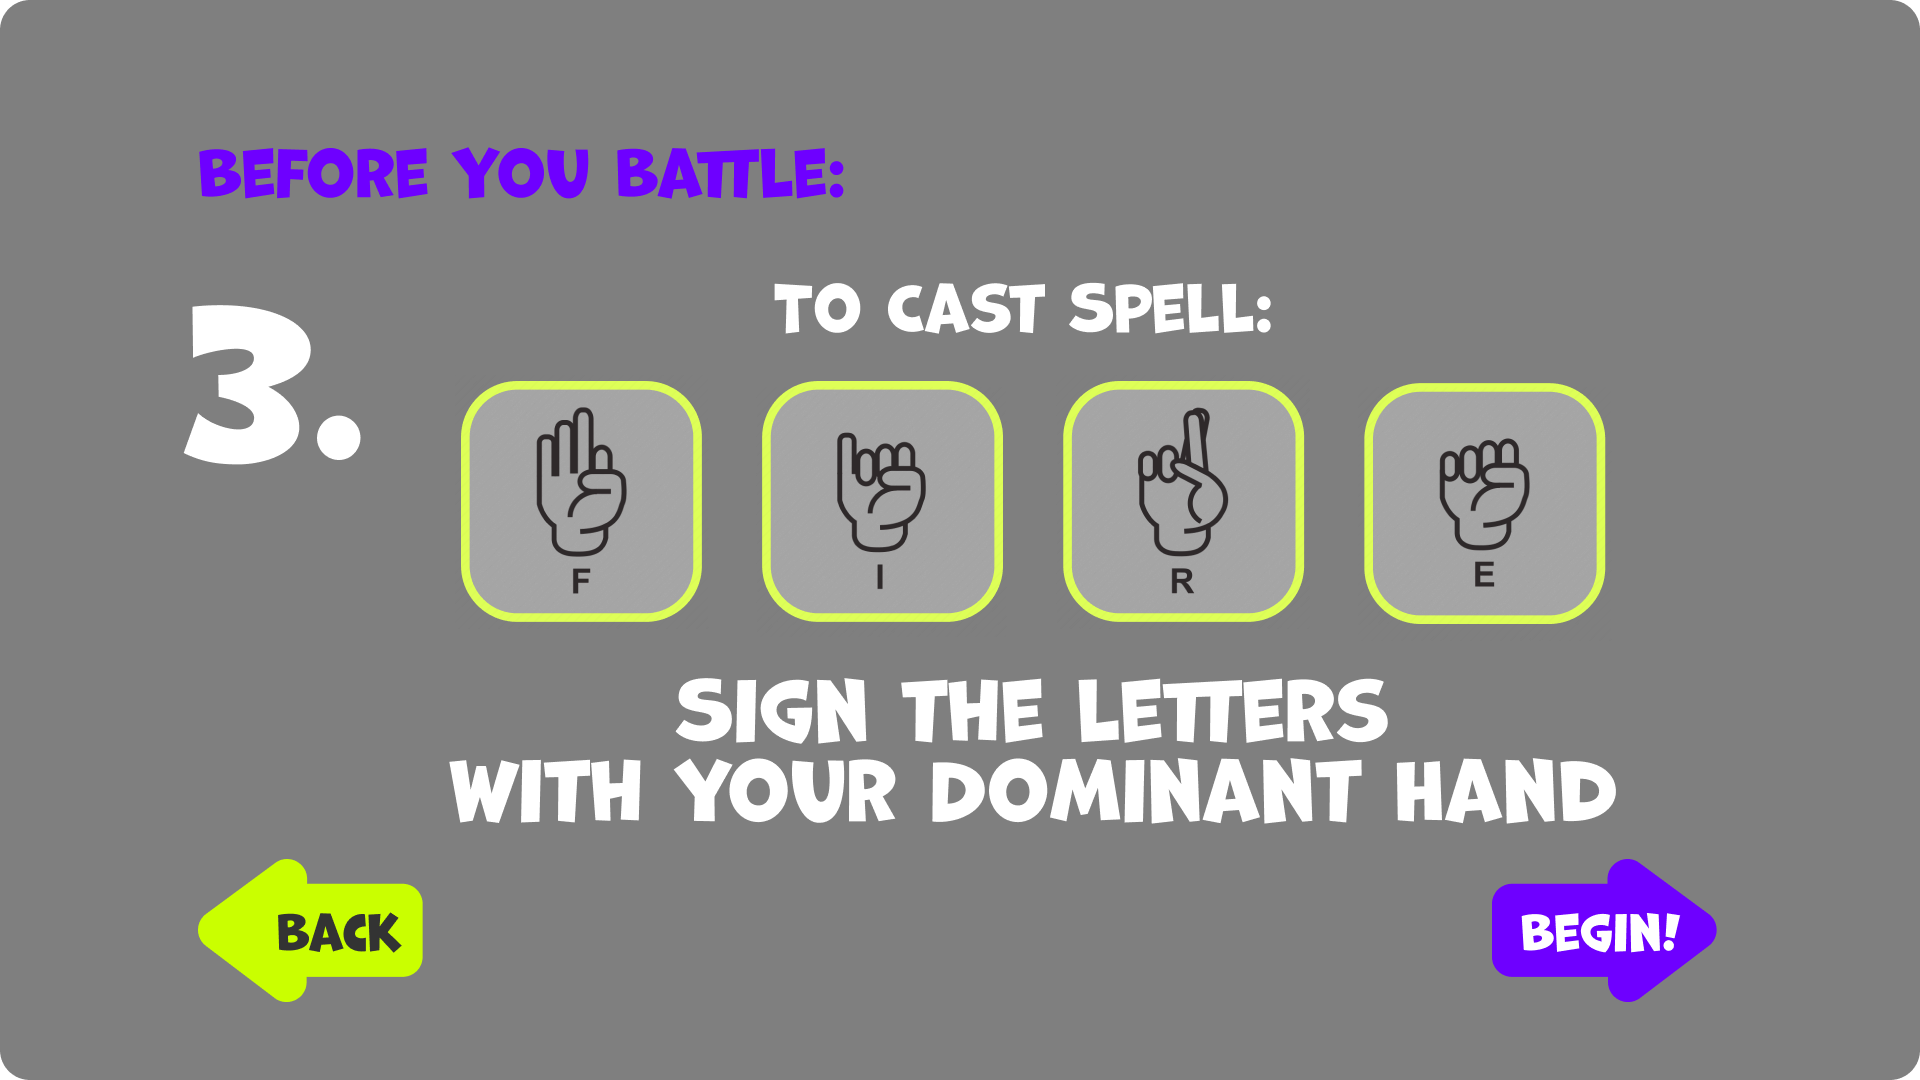 BEFORE YOU BATTLE:
3.
TO CAST SPELL:
F I R E
SIGN THE LETTERS
WITH YOUR DOMINANT HAND
BACK
BEGIN!